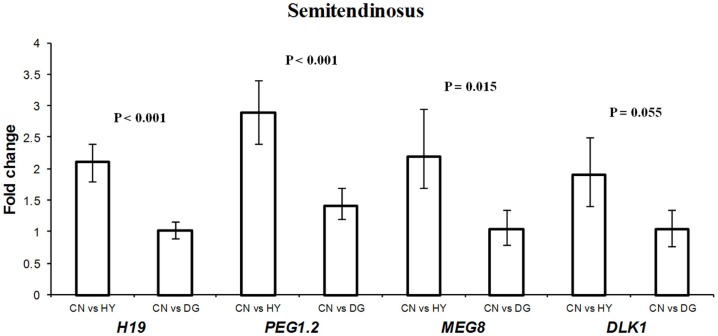 Semitendinosus
4
3.5
3
2.5
2
1.5
1
0.5
0
Fold change
P < 0.001
P < 0.001
P = 0.015
P = 0.055
CN vs HY CN vs DG CN vs HY CN vs DG CN vs HY CN vs DG CN vs HY CN vs DG
H19 PEG1.2 MEG8 DLK1